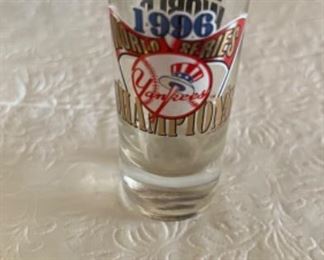 1996
WORLD SERIES
Yankees
CHAMPIONS